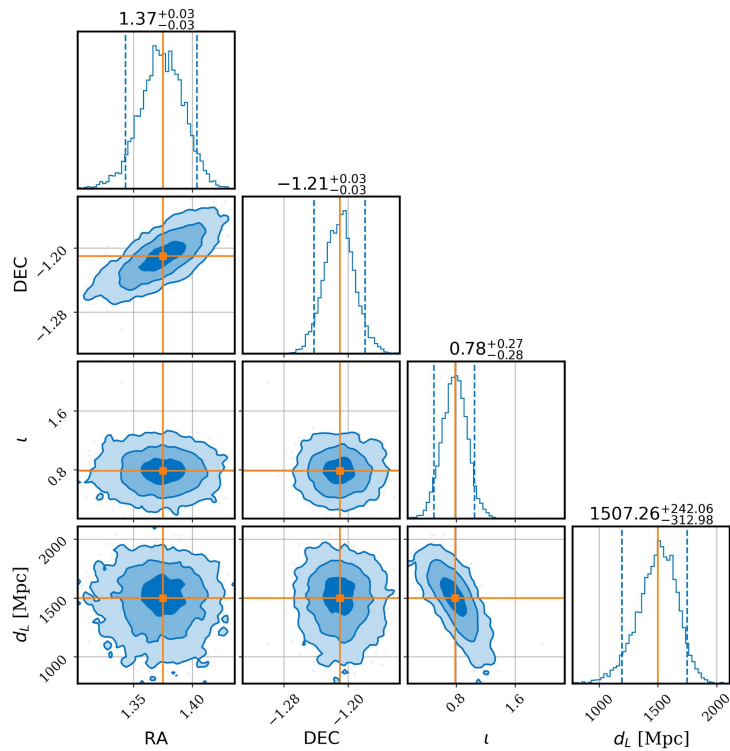 1.37^{+0.03}_{-0.03}
−1.21^{+0.03}_{-0.03}
DEC
−1.20
−1.28
0.78^{+0.27}_{-0.28}
ι
1.6
0.8
1507.26^{+242.06}_{-312.98}
d_L [Mpc]
2000
1500
1000
1.35
1.40
−1.28
−1.20
0.8
1.6
1000
1500
2000
RA
DEC
ι
d_L [Mpc]